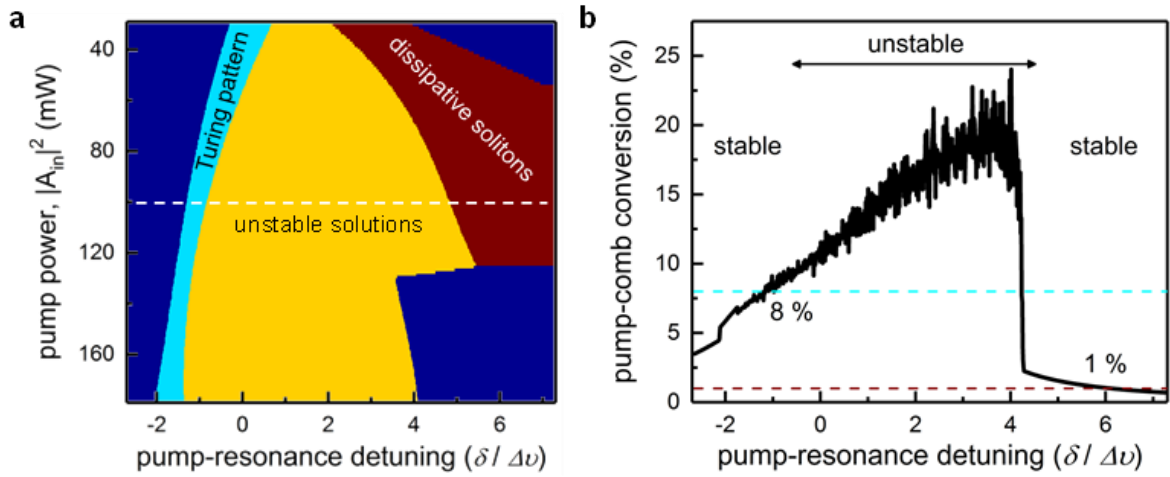 a
pump power, |A_in|² (mW)
40
80
120
160
-2
0
2
4
6
pump-resonance detuning (δ / Δυ)
Turing pattern
dissipative solitons
unstable solutions
b
pump-comb conversion (%)
25
20
15
10
5
0
-2
0
2
4
6
pump-resonance detuning (δ / Δυ)
unstable
stable
stable
8 %
1 %